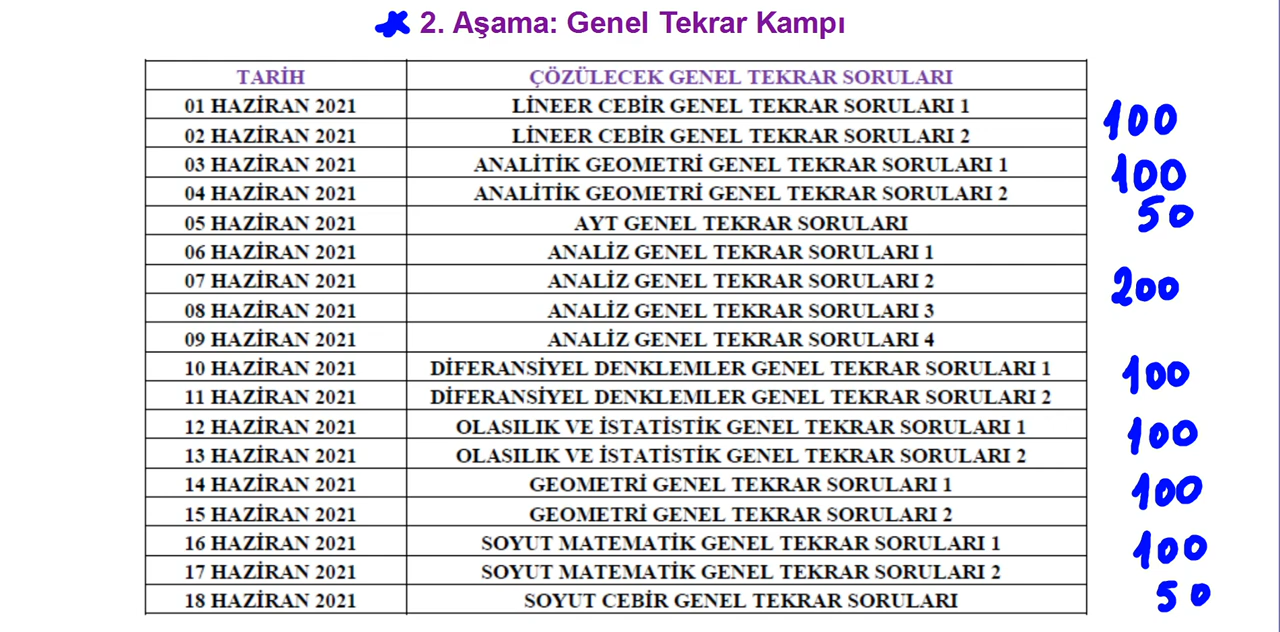 2. Aşama: Genel Tekrar Kampı
TARİH ÇÖZÜLECEK GENEL TEKRAR SORULARI
01 HAZİRAN 2021 LİNEER CEBİR GENEL TEKRAR SORULARI 1
100
02 HAZİRAN 2021 LİNEER CEBİR GENEL TEKRAR SORULARI 2
03 HAZİRAN 2021 ANALİTİK GEOMETRİ GENEL TEKRAR SORULARI 1
100
04 HAZİRAN 2021 ANALİTİK GEOMETRİ GENEL TEKRAR SORULARI 2
05 HAZİRAN 2021 AYT GENEL TEKRAR SORULARI 50
06 HAZİRAN 2021 ANALİZ GENEL TEKRAR SORULARI 1
07 HAZİRAN 2021 ANALİZ GENEL TEKRAR SORULARI 2
200
08 HAZİRAN 2021 ANALİZ GENEL TEKRAR SORULARI 3
09 HAZİRAN 2021 ANALİZ GENEL TEKRAR SORULARI 4
10 HAZİRAN 2021 DİFERANSİYEL DENKLEMLER GENEL TEKRAR SORULARI 1
100
11 HAZİRAN 2021 DİFERANSİYEL DENKLEMLER GENEL TEKRAR SORULARI 2
12 HAZİRAN 2021 OLASILIK VE İSTATİSTİK GENEL TEKRAR SORULARI 1
100
13 HAZİRAN 2021 OLASILIK VE İSTATİSTİK GENEL TEKRAR SORULARI 2
14 HAZİRAN 2021 GEOMETRİ GENEL TEKRAR SORULARI 1
100
15 HAZİRAN 2021 GEOMETRİ GENEL TEKRAR SORULARI 2
16 HAZİRAN 2021 SOYUT MATEMATİK GENEL TEKRAR SORULARI 1
100
17 HAZİRAN 2021 SOYUT MATEMATİK GENEL TEKRAR SORULARI 2
18 HAZİRAN 2021 SOYUT CEBİR GENEL TEKRAR SORULARI 50